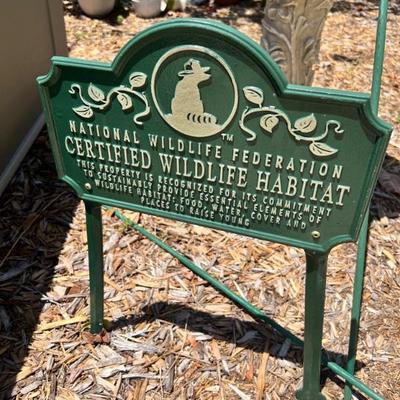 TM
NATIONAL WILDLIFE FEDERATION
CERTIFIED WILDLIFE HABITAT
THIS PROPERTY IS RECOGNIZED FOR ITS COMMITMENT
TO SUSTAINABLY PROVIDE ESSENTIAL ELEMENTS OF
WILDLIFE HABITAT: FOOD, WATER, COVER AND
PLACES TO RAISE YOUNG